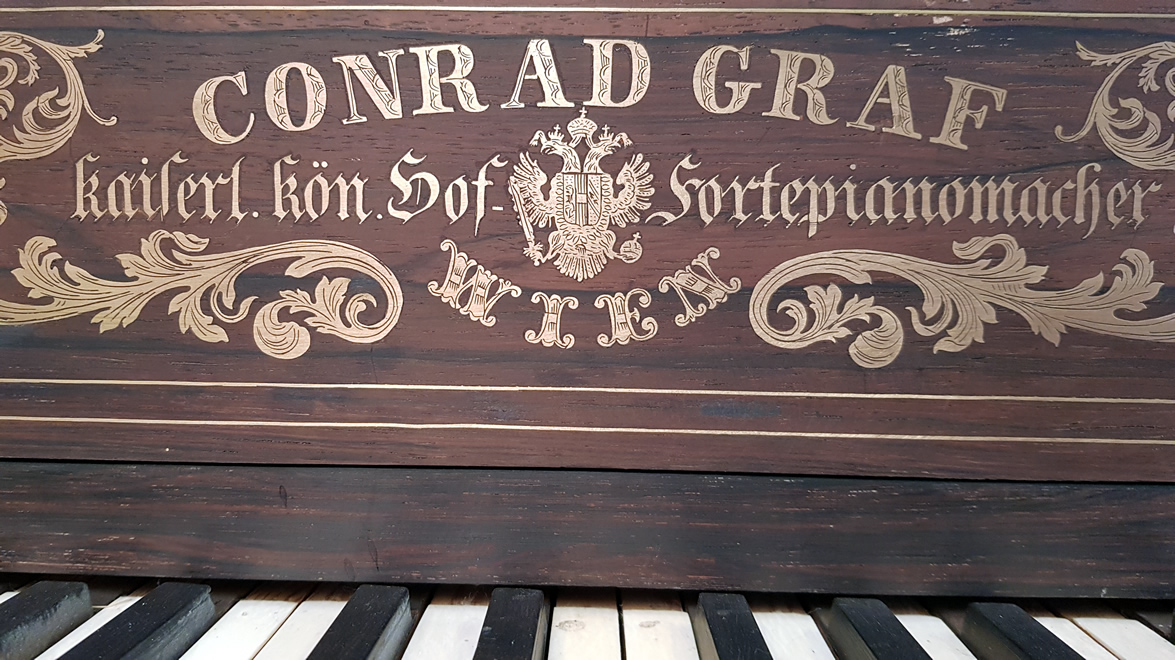 CONRAD GRAF
kaiſerl. kön. Hof- Fortepianomacher
WIEN